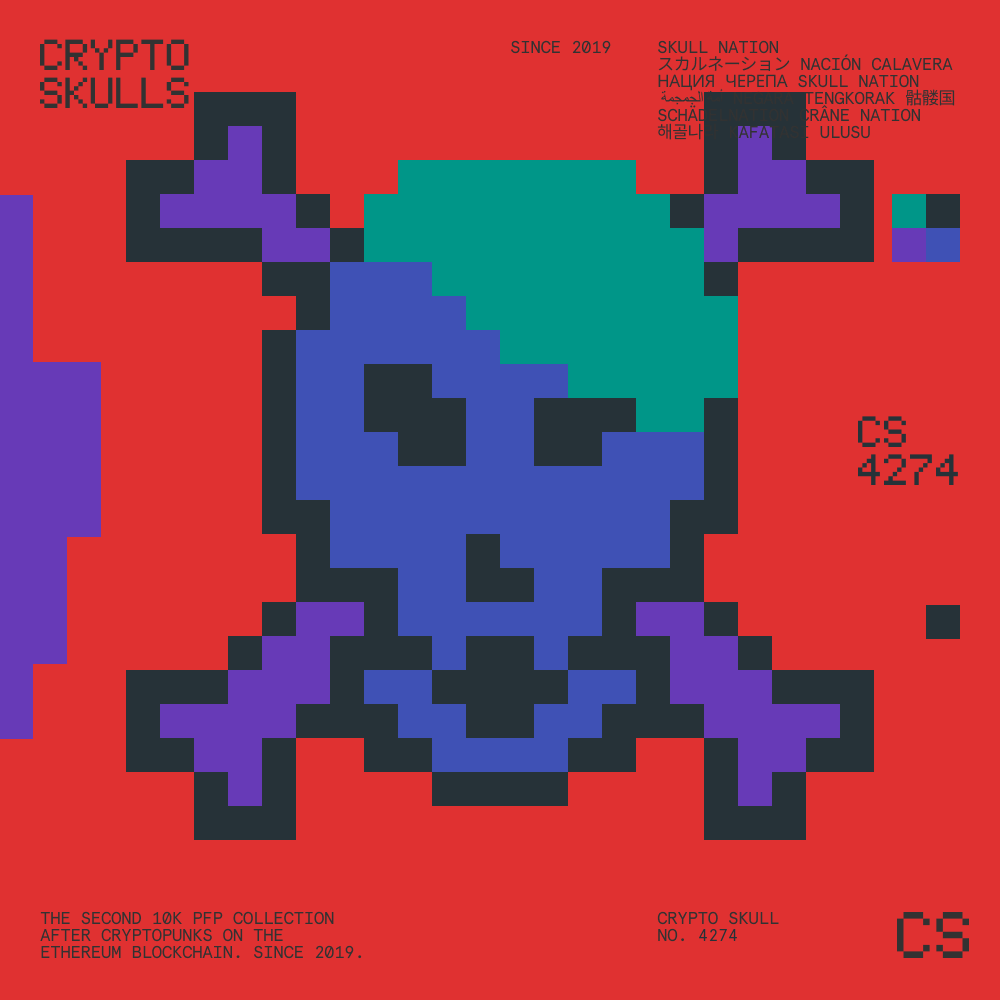 CRYPTO
SKULLS
SINCE 2019
SKULL NATION
スカルネーション NACIÓN CALAVERA
НАЦИЯ ЧЕРЕПА SKULL NATION
الجمجمة TENGKORAK 骷髅国
CRÂNE NATION
ULUSU
CS
4274
THE SECOND 10K PFP COLLECTION
AFTER CRYPTOPUNKS ON THE
ETHEREUM BLOCKCHAIN. SINCE 2019.
CRYPTO SKULL
NO. 4274
CS